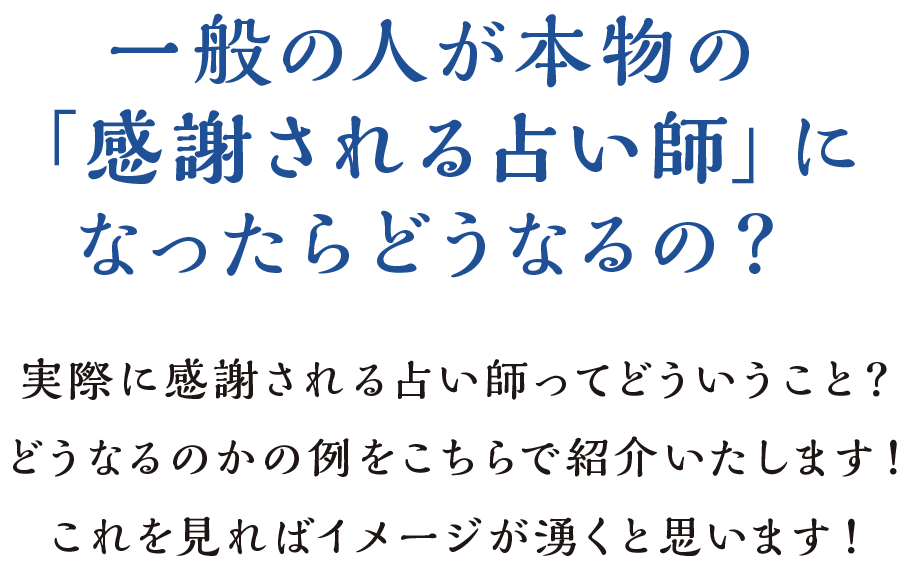 一般の人が本物の
「感謝される占い師」に
なったらどうなるの？
実際に感謝される占い師ってどういうこと？
どうなるのかの例をこちらで紹介いたします！
これを見ればイメージが湧くと思います！